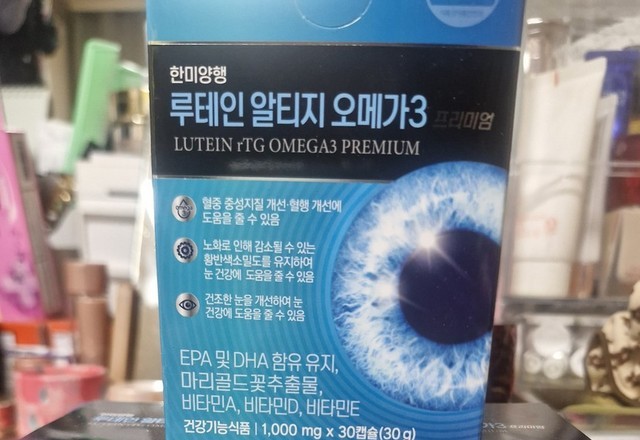 한미양행
루테인 알티지 오메가3 프리미엄
LUTEIN rTG OMEGA3 PREMIUM
혈중 중성지질 개선·혈행 개선에
도움을 줄 수 있음
노화로 인해 감소될 수 있는
황반색소밀도를 유지하여
눈 건강에 도움을 줄 수 있음
건조한 눈을 개선하여 눈
건강에 도움을 줄 수 있음
EPA 및 DHA 함유 유지,
마리골드꽃추출물,
비타민A, 비타민D, 비타민E
건강기능식품 | 1,000 mg x 30캡슐(30 g)
한미양행